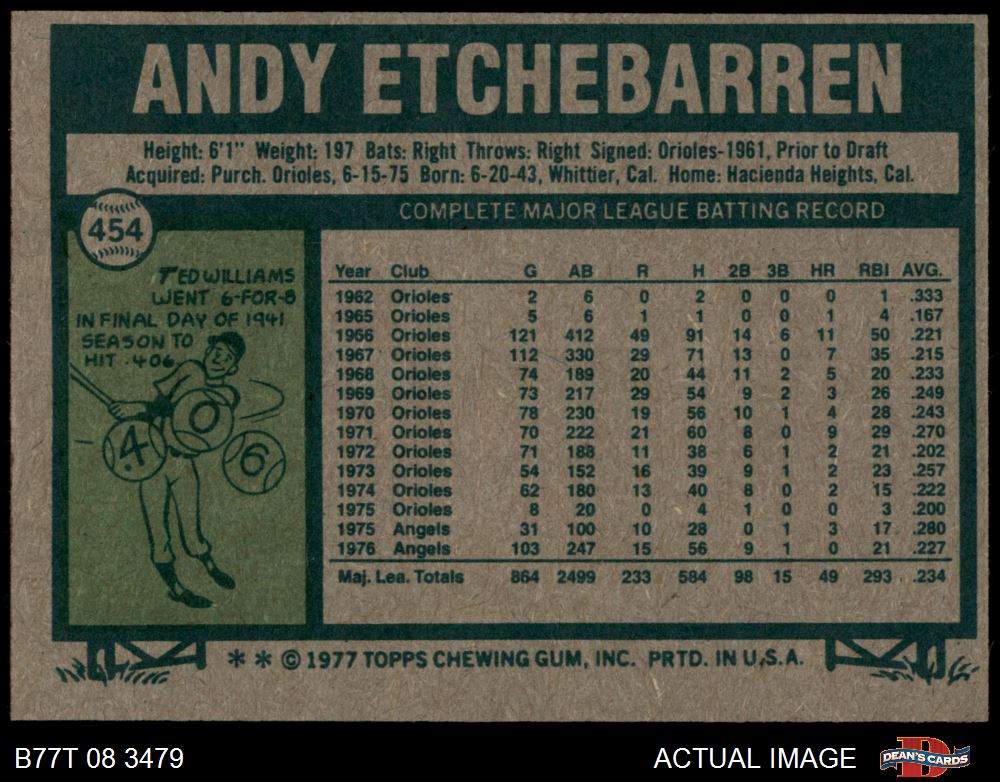 ANDY ETCHEBARREN
Height: 6'1" Weight: 197 Bats: Right Throws: Right Signed: Orioles-1961, Prior to Draft
Acquired: Purch. Orioles, 6-15-75 Born: 6-20-43, Whittier, Cal. Home: Hacienda Heights, Cal.
454
COMPLETE MAJOR LEAGUE BATTING RECORD
TED WILLIAMS
WENT 6-FOR-8
IN FINAL DAY OF 1941
SEASON TO
HIT .406
.4 0 6
Year Club G AB R H 2B 3B HR RBI AVG.
1962 Orioles 2 6 0 2 0 0 0 1 .333
1965 Orioles 5 6 1 1 0 0 1 4 .167
1966 Orioles 121 412 49 91 14 6 11 50 .221
1967 Orioles 112 330 29 71 13 0 7 35 .215
1968 Orioles 74 189 20 44 11 2 5 20 .233
1969 Orioles 73 217 29 54 9 2 3 26 .249
1970 Orioles 78 230 19 56 10 1 4 28 .243
1971 Orioles 70 222 21 60 8 0 9 29 .270
1972 Orioles 71 188 11 38 6 1 2 21 .202
1973 Orioles 54 152 16 39 9 1 2 23 .257
1974 Orioles 62 180 13 40 8 0 2 15 .222
1975 Orioles 8 20 0 4 1 0 0 3 .200
1975 Angels 31 100 10 28 0 1 3 17 .280
1976 Angels 103 247 15 56 9 1 0 21 .227
Maj. Lea. Totals 864 2499 233 584 98 15 49 293 .234
* * © 1977 TOPPS CHEWING GUM, INC. PRTD. IN U.S.A.
B77T 08 3479
ACTUAL IMAGE
DEAN'S CARDS